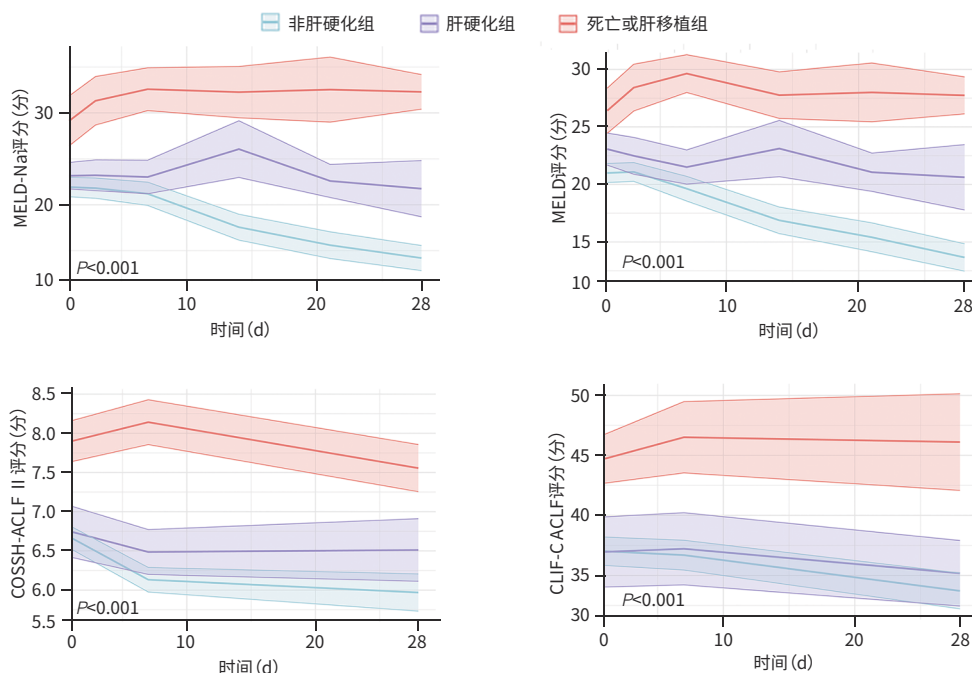 非肝硬化组 肝硬化组 死亡或肝移植组
MELD-Na评分(分)
30
20
10
P<0.001
0 10 20 28
时间(d)
MELD评分(分)
30
25
20
15
10
P<0.001
0 10 20 28
时间(d)
COSSH-ACLF II 评分(分)
8.5
8.0
7.5
7.0
6.5
6.0
5.5
P<0.001
0 10 20 28
时间(d)
CLIF-C ACLF评分(分)
50
45
40
35
30
P<0.001
0 10 20 28
时间(d)